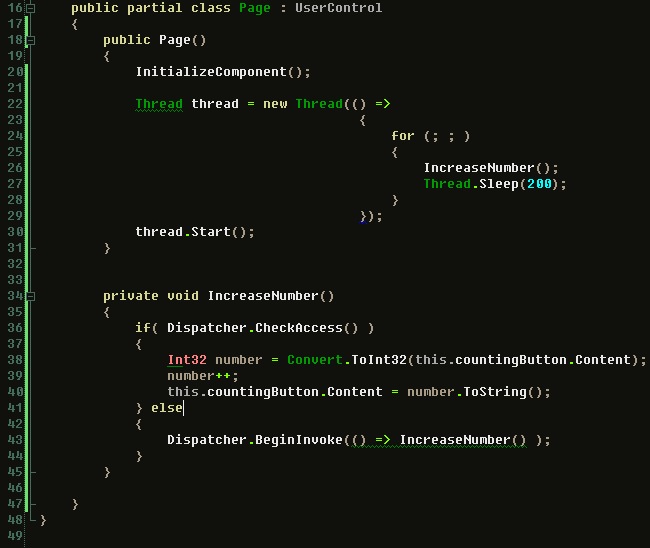 16 public partial class Page : UserControl
17 {
18 public Page()
19 {
20 InitializeComponent();
21
22 Thread thread = new Thread(() =>
23 {
24 for (; ; )
25 {
26 IncreaseNumber();
27 Thread.Sleep(200);
28 }
29 });
30 thread.Start();
31 }
32
33
34 private void IncreaseNumber()
35 {
36 if( Dispatcher.CheckAccess() )
37 {
38 Int32 number = Convert.ToInt32(this.countingButton.Content);
39 number++;
40 this.countingButton.Content = number.ToString();
41 } else
42 {
43 Dispatcher.BeginInvoke(() => IncreaseNumber() );
44 }
45 }
46
47 }
48 }
49